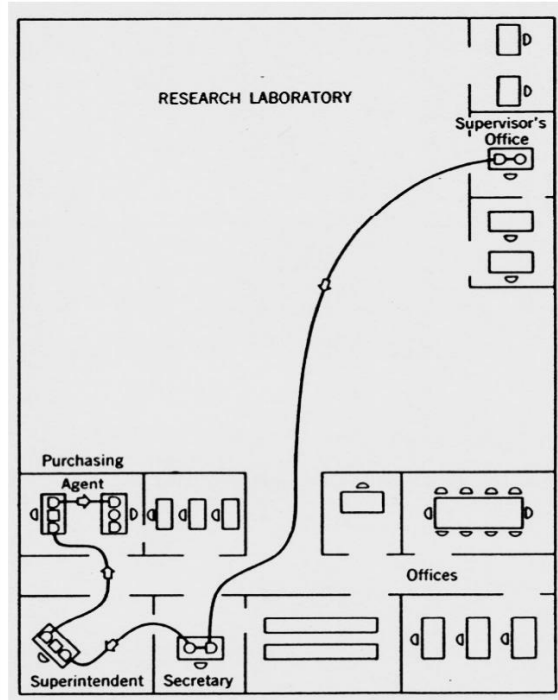 RESEARCH LABORATORY
Supervisor's
Office
Purchasing
Agent
Offices
Superintendent
Secretary